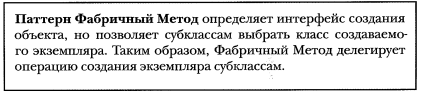 Паттерн Фабричный Метод определяет интерфейс создания
объекта, но позволяет субклассам выбрать класс создаваемо-
го экземпляра. Таким образом, Фабричный Метод делегирует
операцию создания экземпляра субклассам.